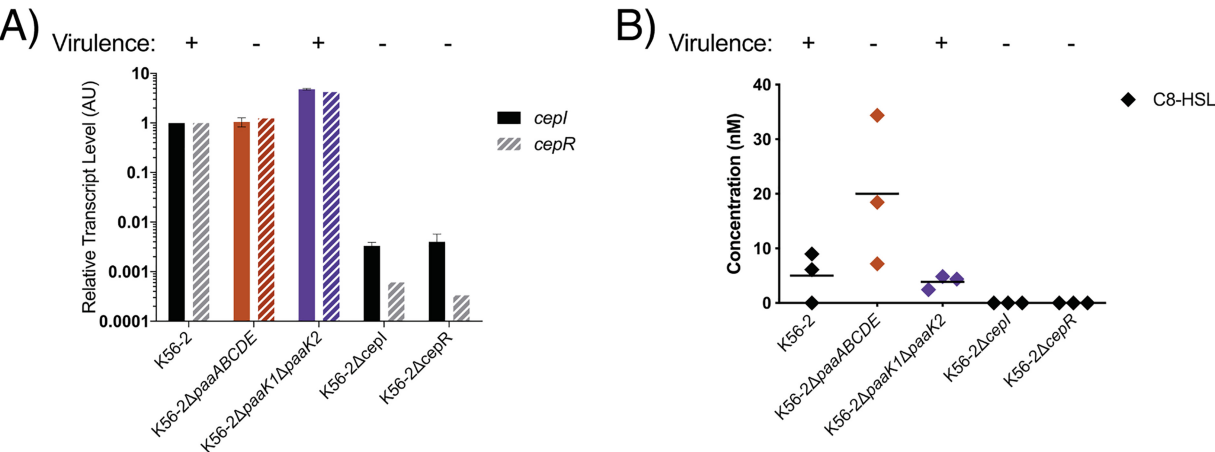 A)
Virulence: + - + - -
Relative Transcript Level (AU)
10
1
0.1
0.01
0.001
0.0001
K56-2
K56-2ΔpaaABCDE
K56-2ΔpaaK1ΔpaaK2
K56-2ΔcepI
K56-2ΔcepR
cepI
cepR
B)
Virulence: + - + - -
Concentration (nM)
40
30
20
10
0
K56-2
K56-2ΔpaaABCDE
K56-2ΔpaaK1ΔpaaK2
K56-2ΔcepI
K56-2ΔcepR
C8-HSL